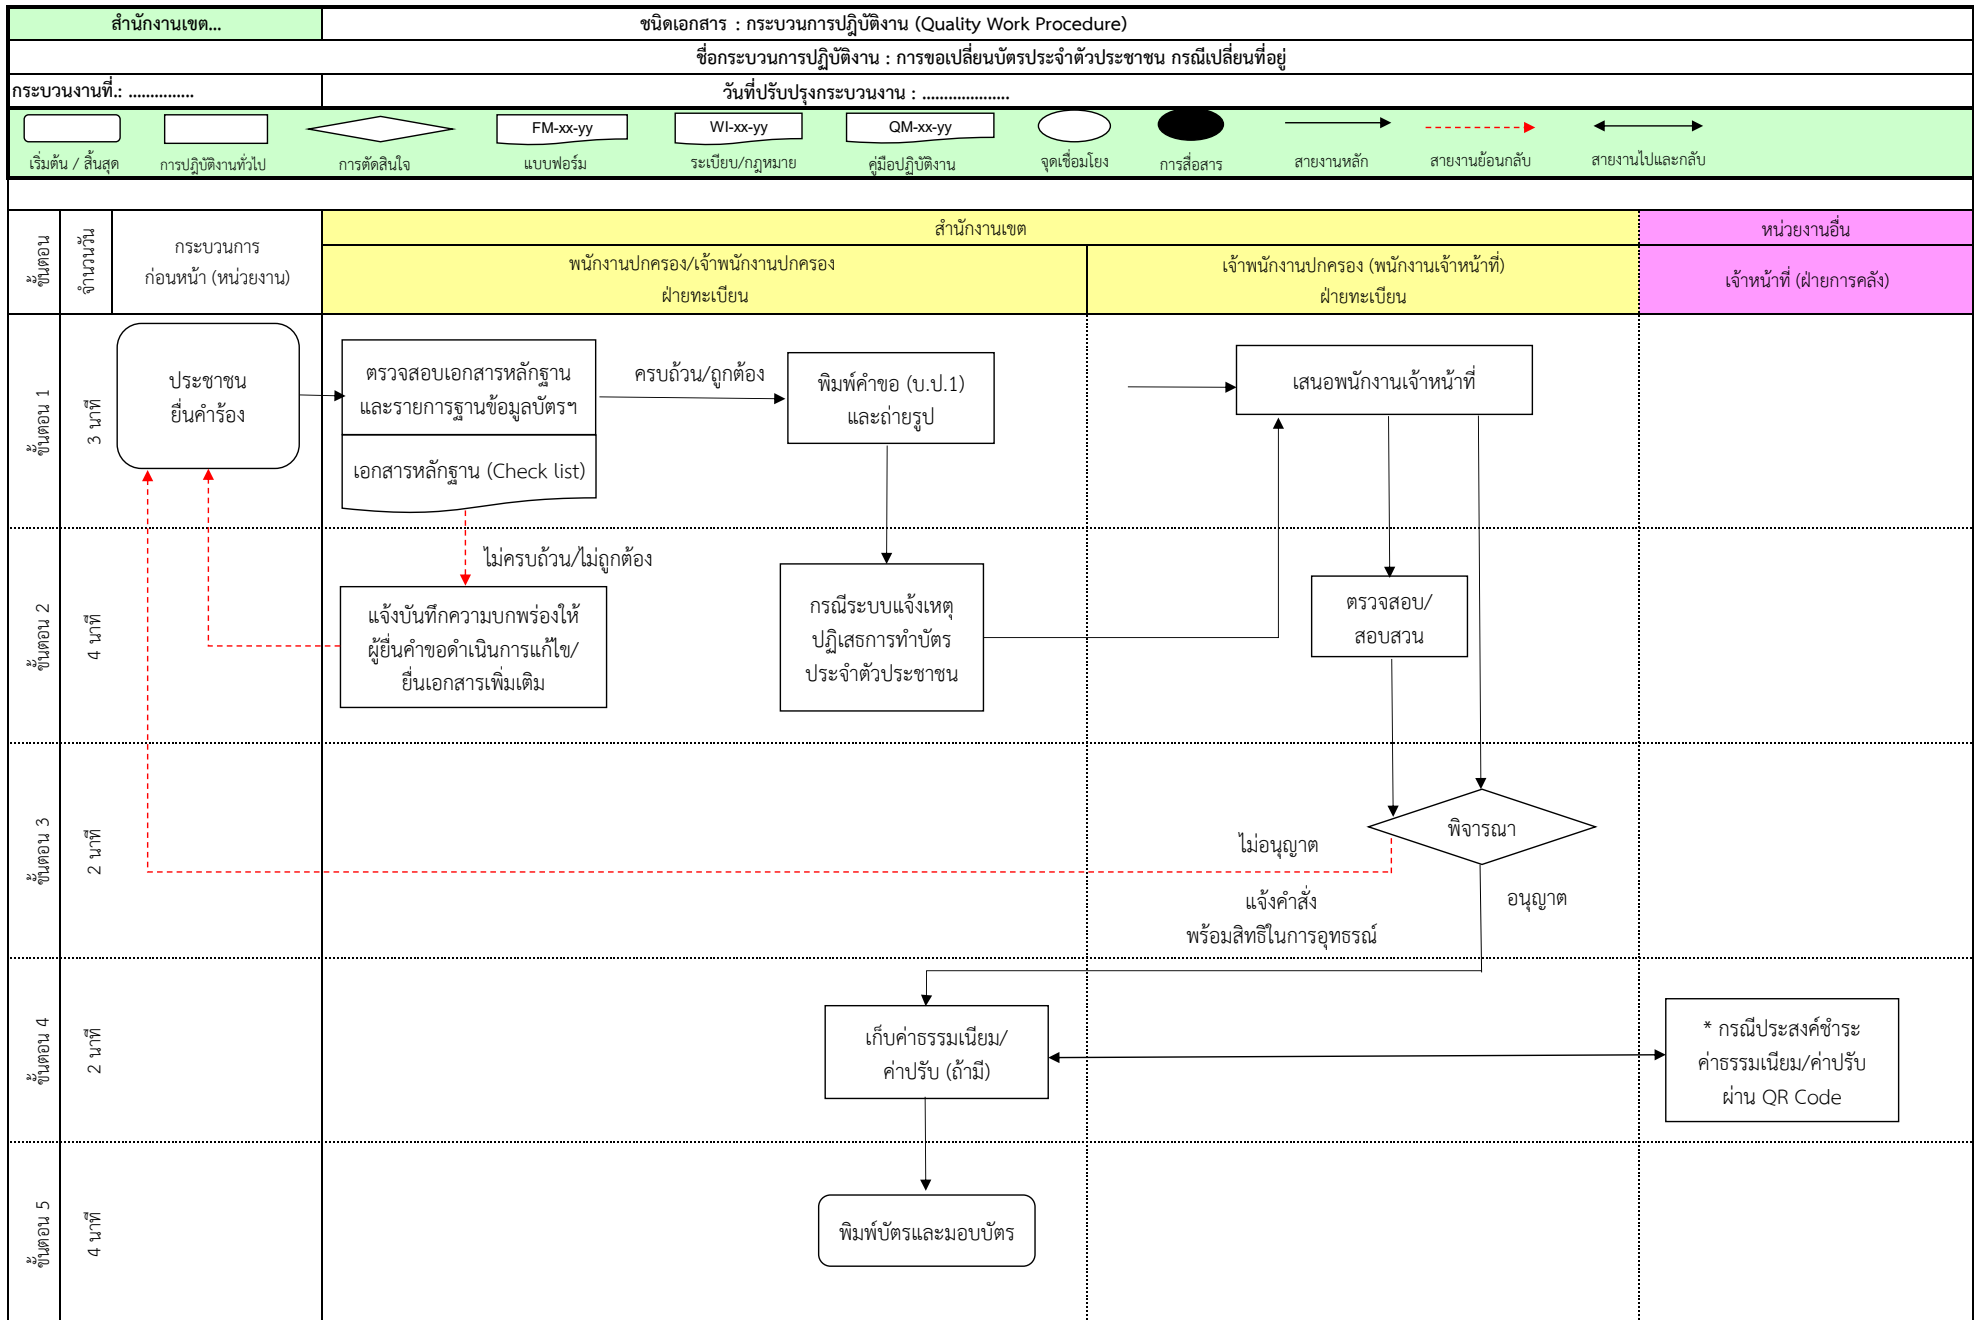 สำนักงานเขต...
ชนิดเอกสาร : กระบวนการปฎิบัติงาน (Quality Work Procedure)
ชื่อกระบวนการปฏิบัติงาน : การขอเปลี่ยนบัตรประจำตัวประชาชน กรณีเปลี่ยนที่อยู่
กระบวนงานที่.: ...............
วันที่ปรับปรุงกระบวนงาน : ....................
FM-xx-yy
WI-xx-yy
QM-xx-yy
เริ่มต้น / สิ้นสุด
การปฏิบัติงานทั่วไป
การตัดสินใจ
แบบฟอร์ม
ระเบียบ/กฎหมาย
คู่มือปฏิบัติงาน
จุดเชื่อมโยง
การสื่อสาร
สายงานหลัก
สายงานย้อนกลับ
สายงานไปและกลับ
ขั้นตอน
จำนวนวัน
กระบวนการ
ก่อนหน้า (หน่วยงาน)
สำนักงานเขต
หน่วยงานอื่น
พนักงานปกครอง/เจ้าพนักงานปกครอง
ฝ่ายทะเบียน
เจ้าพนักงานปกครอง (พนักงานเจ้าหน้าที่)
ฝ่ายทะเบียน
เจ้าหน้าที่ (ฝ่ายการคลัง)
ขั้นตอน 1
3 นาที
ประชาชน
ยื่นคำร้อง
ตรวจสอบเอกสารหลักฐาน
และรายการฐานข้อมูลบัตรฯ
เอกสารหลักฐาน (Check list)
ครบถ้วน/ถูกต้อง
พิมพ์คำขอ (บ.ป.1)
และถ่ายรูป
เสนอพนักงานเจ้าหน้าที่
ขั้นตอน 2
4 นาที
ไม่ครบถ้วน/ไม่ถูกต้อง
แจ้งบันทึกความบกพร่องให้
ผู้ยื่นคำขอดำเนินการแก้ไข/
ยื่นเอกสารเพิ่มเติม
กรณีระบบแจ้งเหตุ
ปฏิเสธการทำบัตร
ประจำตัวประชาชน
ตรวจสอบ/
สอบสวน
ขั้นตอน 3
2 นาที
พิจารณา
ไม่อนุญาต
แจ้งคำสั่ง
พร้อมสิทธิในการอุทธรณ์
อนุญาต
ขั้นตอน 4
2 นาที
เก็บค่าธรรมเนียม/
ค่าปรับ (ถ้ามี)
* กรณีประสงค์ชำระ
ค่าธรรมเนียม/ค่าปรับ
ผ่าน QR Code
ขั้นตอน 5
4 นาที
พิมพ์บัตรและมอบบัตร